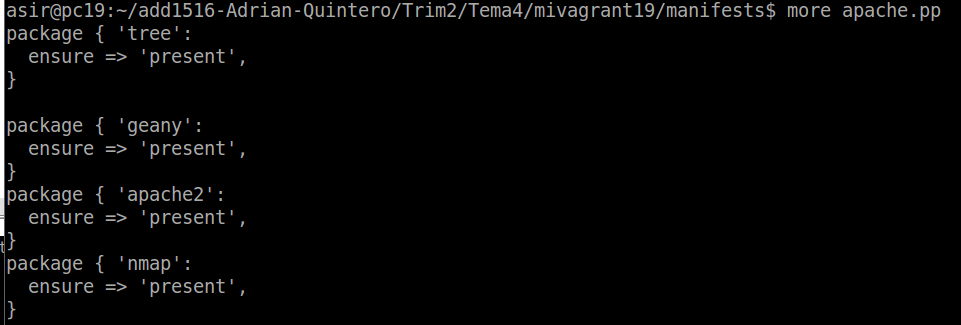 asir@pc19:~/add1516-Adrian-Quintero/Trim2/Tema4/mivagrant19/manifests$ more apache.pp
package { 'tree':
  ensure => 'present',
}

package { 'geany':
  ensure => 'present',
}
package { 'apache2':
  ensure => 'present',
}
package { 'nmap':
  ensure => 'present',
}